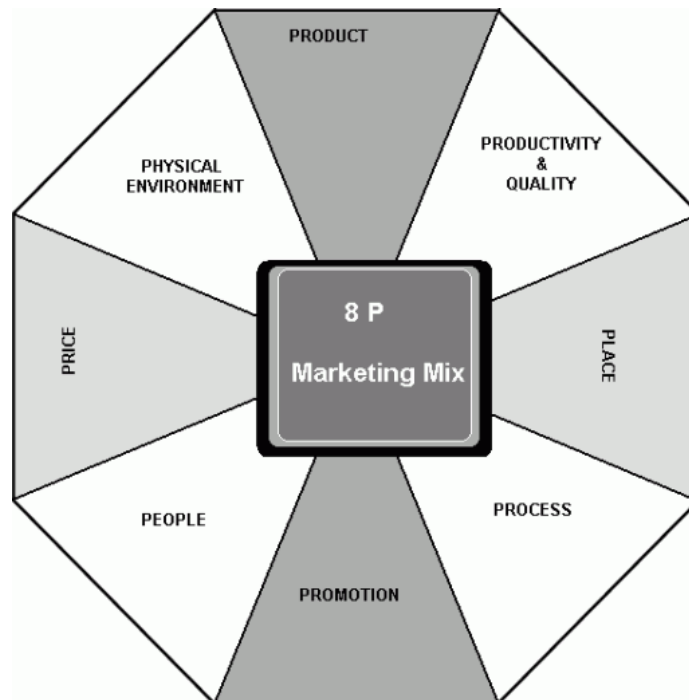 PRODUCT
PHYSICAL
ENVIRONMENT
PRODUCTIVITY
&
QUALITY
PRICE
8 P
Marketing Mix
PLACE
PEOPLE
PROCESS
PROMOTION